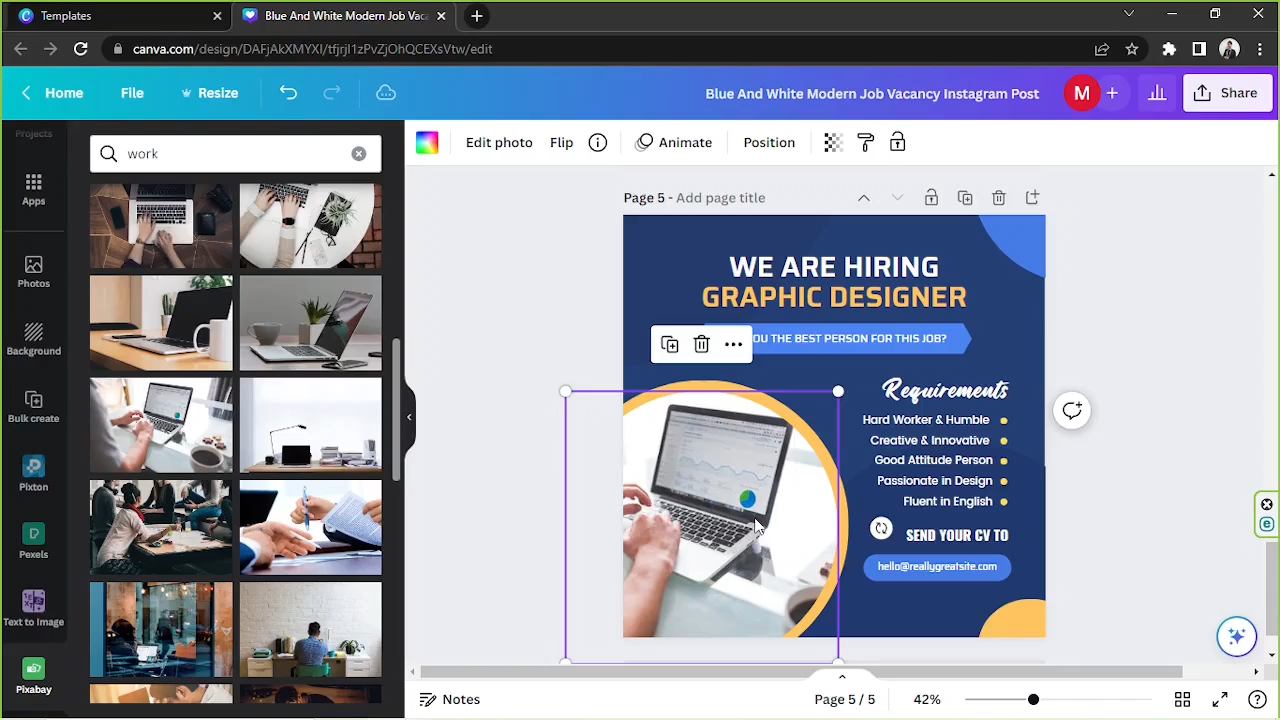 Templates
Blue And White Modern Job Vaca
canva.com/design/DAFjAkXMYXI/tfjrjl1zPvZjOhQCEXsVtw/edit
Home
File
Resize
Blue And White Modern Job Vacancy Instagram Post
M
Share
Projects
Apps
Photos
Background
Bulk create
Pixton
Pexels
Text to Image
Pixabay
work
Edit photo
Flip
Animate
Position
Page 5 - Add page title
WE ARE HIRING
GRAPHIC DESIGNER
OU THE BEST PERSON FOR THIS JOB?
Requirements
Hard Worker & Humble
Creative & Innovative
Good Attitude Person
Passionate in Design
Fluent in English
SEND YOUR CV TO
hello@reallygreatsite.com
Notes
Page 5 / 5
42%